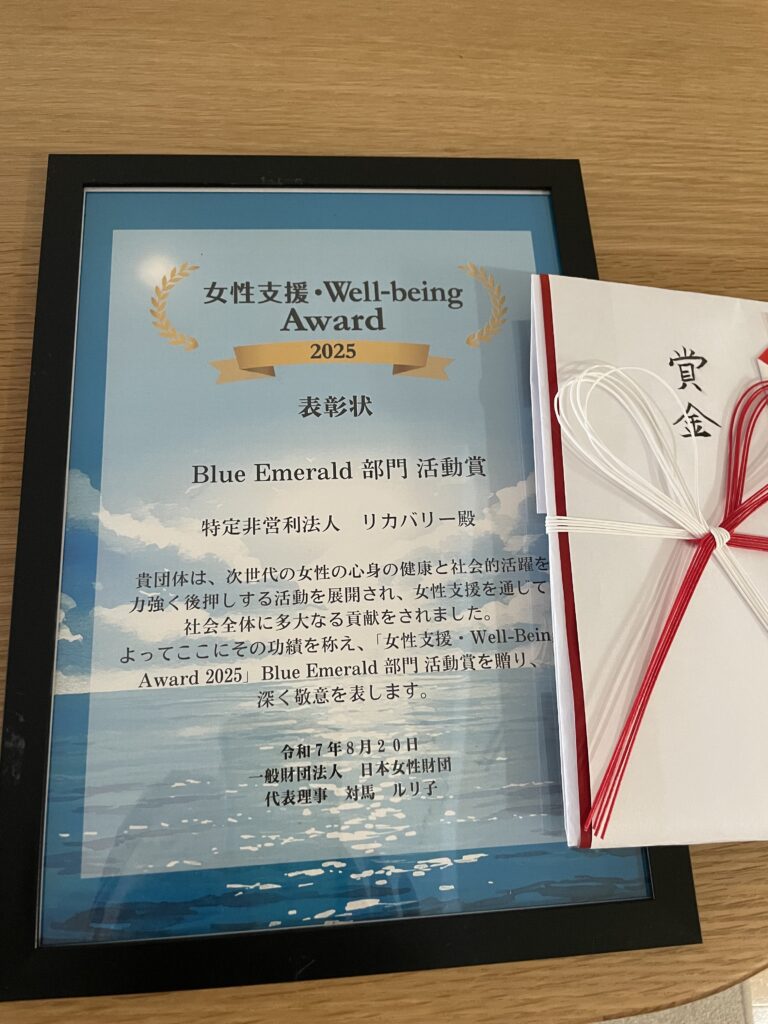 女性支援・Well-being
Award
2025
表彰状
Blue Emerald 部門 活動賞
特定非営利法人　リカバリー殿
貴団体は、次世代の女性の心身の健康と社会的活躍を
力強く後押しする活動を展開され、女性支援を通じて
社会全体に多大なる貢献をされました。
よってここにその功績を称え、「女性支援・Well-Bein
Award 2025」Blue Emerald 部門 活動賞を贈り、
深く敬意を表します。
令和7年8月20日
一般財団法人　日本女性財団
代表理事　対馬　ルリ子
賞金